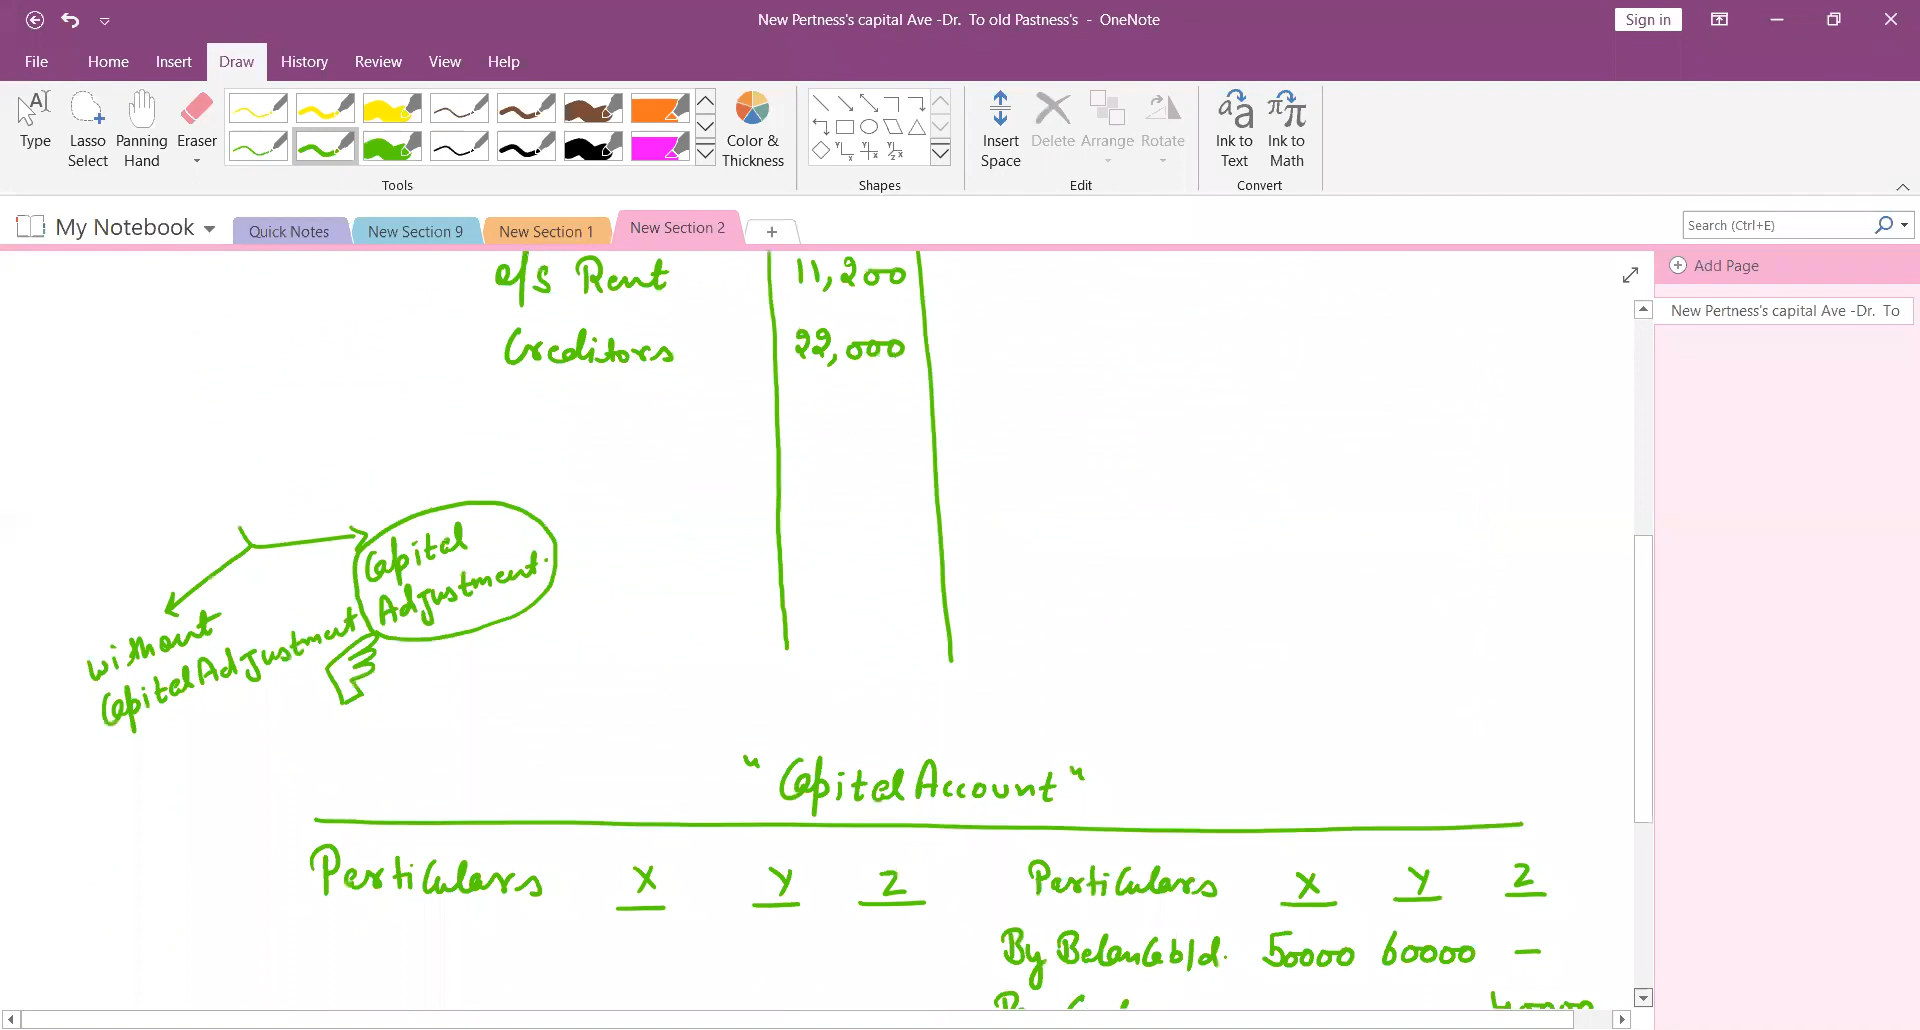 New Pertness's capital Ave -Dr. To old Pastness's - OneNote
Sign in
File Home Insert Draw History Review View Help
Type
Lasso Select
Panning Hand
Eraser
Color & Thickness
Insert Space
Delete
Arrange
Rotate
Ink to Text
Ink to Math
Tools
Shapes
Edit
Convert
My Notebook
Quick Notes
New Section 9
New Section 1
New Section 2
Search (Ctrl+E)
Add Page
New Pertness's capital Ave -Dr. To
o/s Rent 11,200
Creditors 22,000
Capital
Adjustment.
without
Capital Adjustment
"Capital Account"
Particulars X Y Z Particulars X Y Z
By Balance b/d. 50000 60000 –
40000